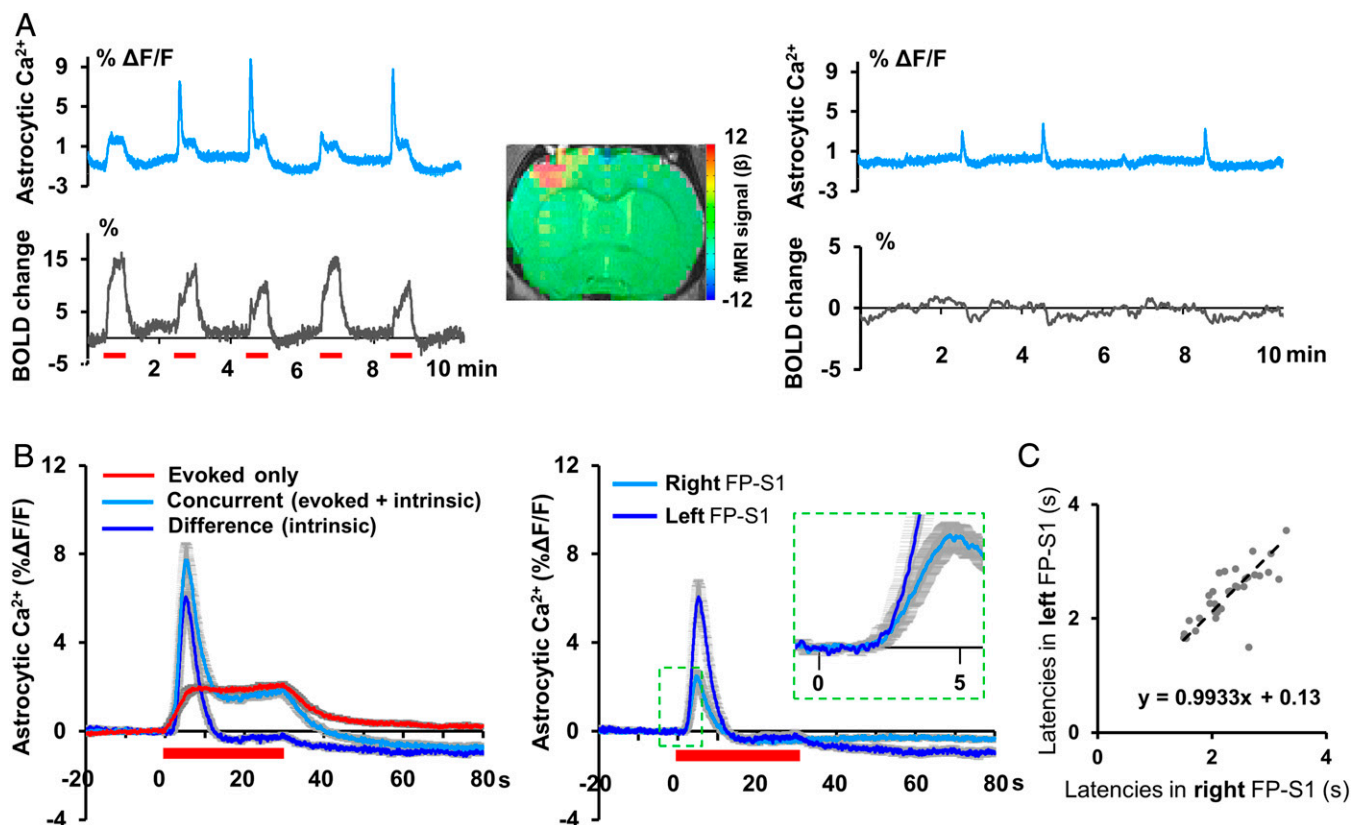 A
% ΔF/F
Astrocytic Ca²⁺
9
5
1
-3
%
BOLD change
15
5
-5
2
4
6
8
10 min
12
fMRI signal (β)
-12
% ΔF/F
Astrocytic Ca²⁺
9
5
1
-3
%
BOLD change
5
0
-5
2
4
6
8
10 min
B
Astrocytic Ca²⁺ (%ΔF/F)
12
8
4
0
-4
Evoked only
Concurrent (evoked + intrinsic)
Difference (intrinsic)
-20
0
20
40
60
80 s
Astrocytic Ca²⁺ (%ΔF/F)
12
8
4
0
-4
Right FP-S1
Left FP-S1
0
5
-20
0
20
40
60
80 s
C
Latencies in left FP-S1 (s)
4
2
0
y = 0.9933x + 0.13
0
2
4
Latencies in right FP-S1 (s)